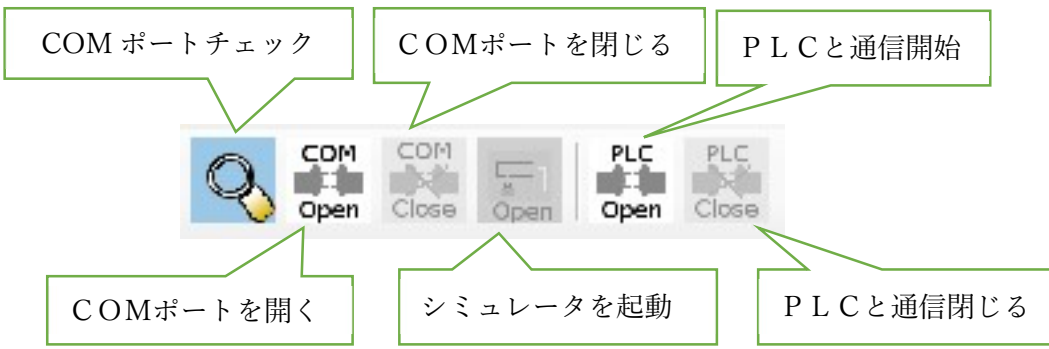 COM ポートチェック
ＣＯＭポートを閉じる
ＰＬＣと通信開始
COM
Open
COM
Close
Open
PLC
Open
PLC
Close
ＣＯＭポートを開く
シミュレータを起動
ＰＬＣと通信閉じる